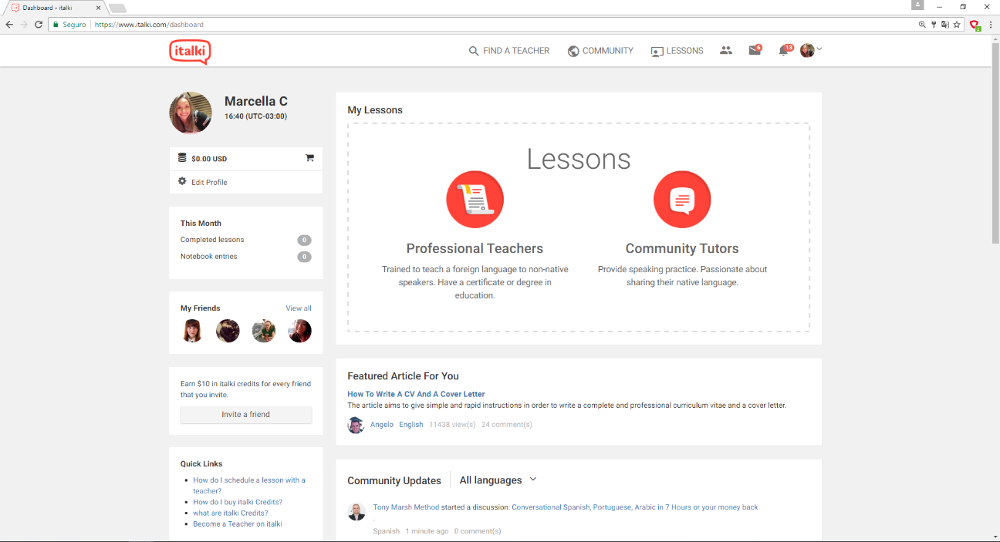 Dashboard - italki
Seguro https://www.italki.com/dashboard
2
italki
FIND A TEACHER
COMMUNITY
LESSONS
6
13
Marcella C
16:40 (UTC-03:00)
$0.00 USD
Edit Profile
This Month
Completed lessons 0
Notebook entries 0
My Friends View all
Earn $10 in italki credits for every friend
that you invite.
Invite a friend
Quick Links
How do I schedule a lesson with a
teacher?
How do I buy italki Credits?
what are italki Credits?
Become a Teacher on italki
My Lessons
Lessons
Professional Teachers
Trained to teach a foreign language to non-native
speakers. Have a certificate or degree in
education.
Community Tutors
Provide speaking practice. Passionate about
sharing their native language.
Featured Article For You
How To Write A CV And A Cover Letter
The article aims to give simple and rapid instructions in order to write a complete and professional curriculum vitae and a cover letter.
Angelo English 11438 view(s) 24 comment(s)
Community Updates All languages
Tony Marsh Method started a discussion: Conversational Spanish, Portuguese, Arabic in 7 Hours or your money back
.
Spanish 1 minute ago 0 comment(s)